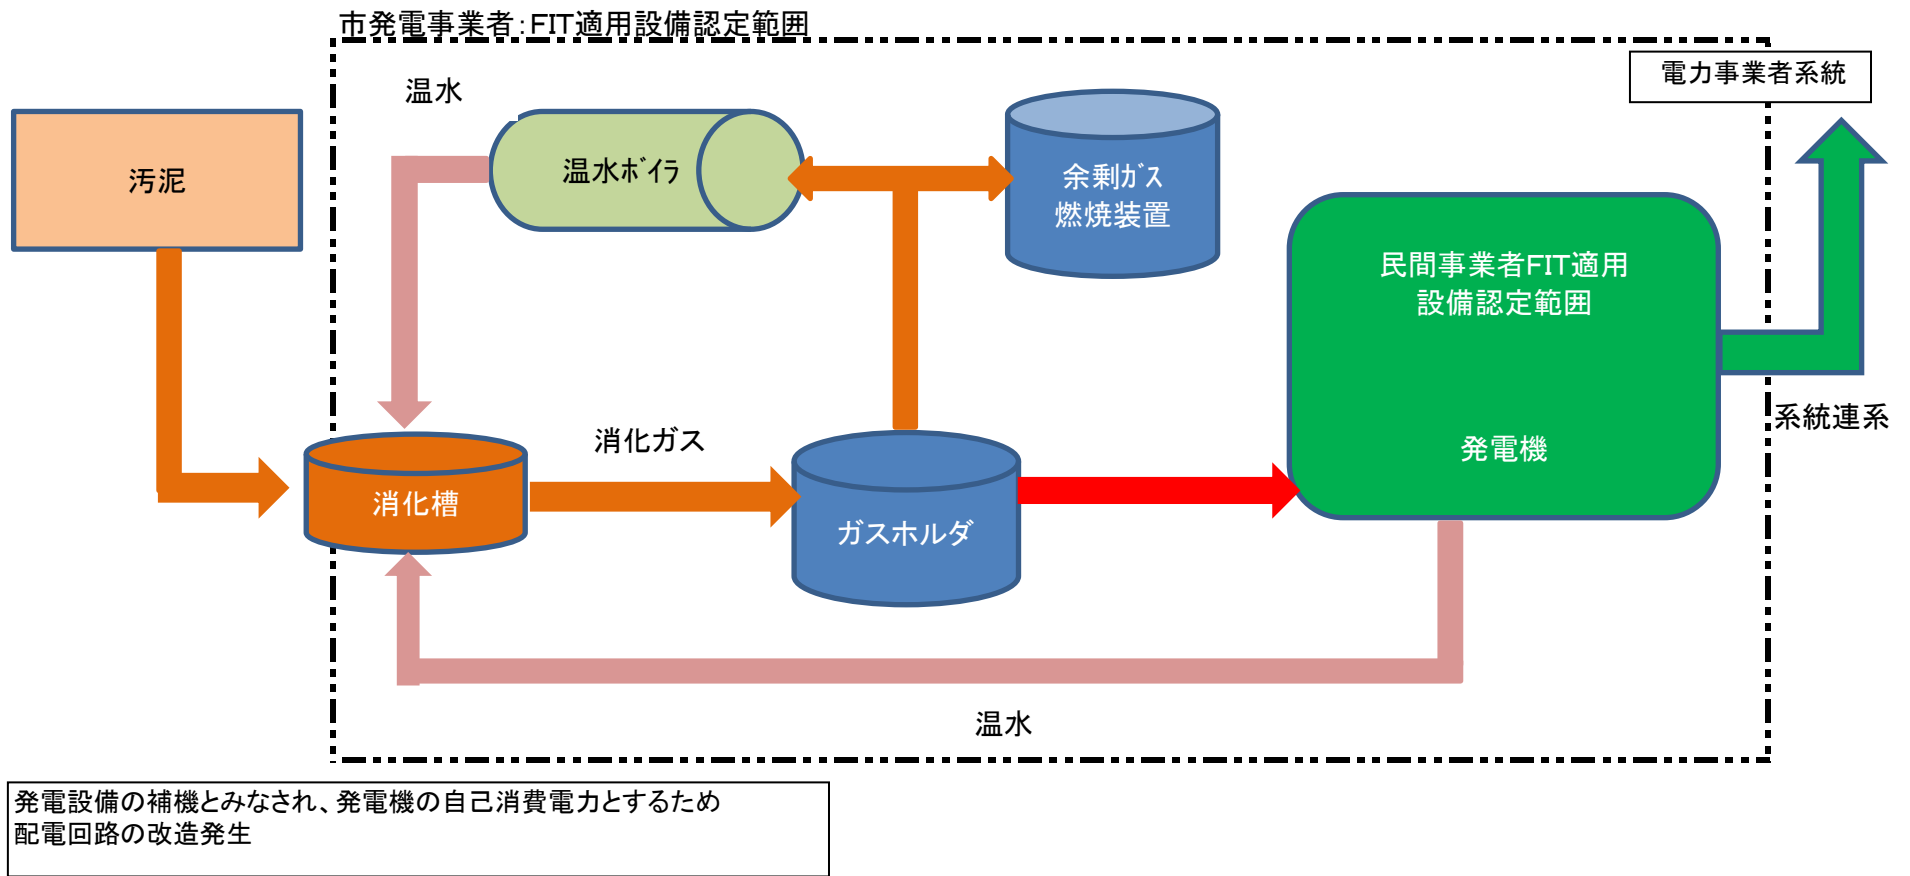 市発電事業者：FIT適用設備認定範囲
電力事業者系統
温水
汚泥
温水ﾎﾞｲﾗ
余剰ｶﾞｽ
燃焼装置
民間事業者FIT適用
設備認定範囲
発電機
系統連系
消化ガス
消化槽
ガスホルダ
温水
発電設備の補機とみなされ、発電機の自己消費電力とするため
配電回路の改造発生